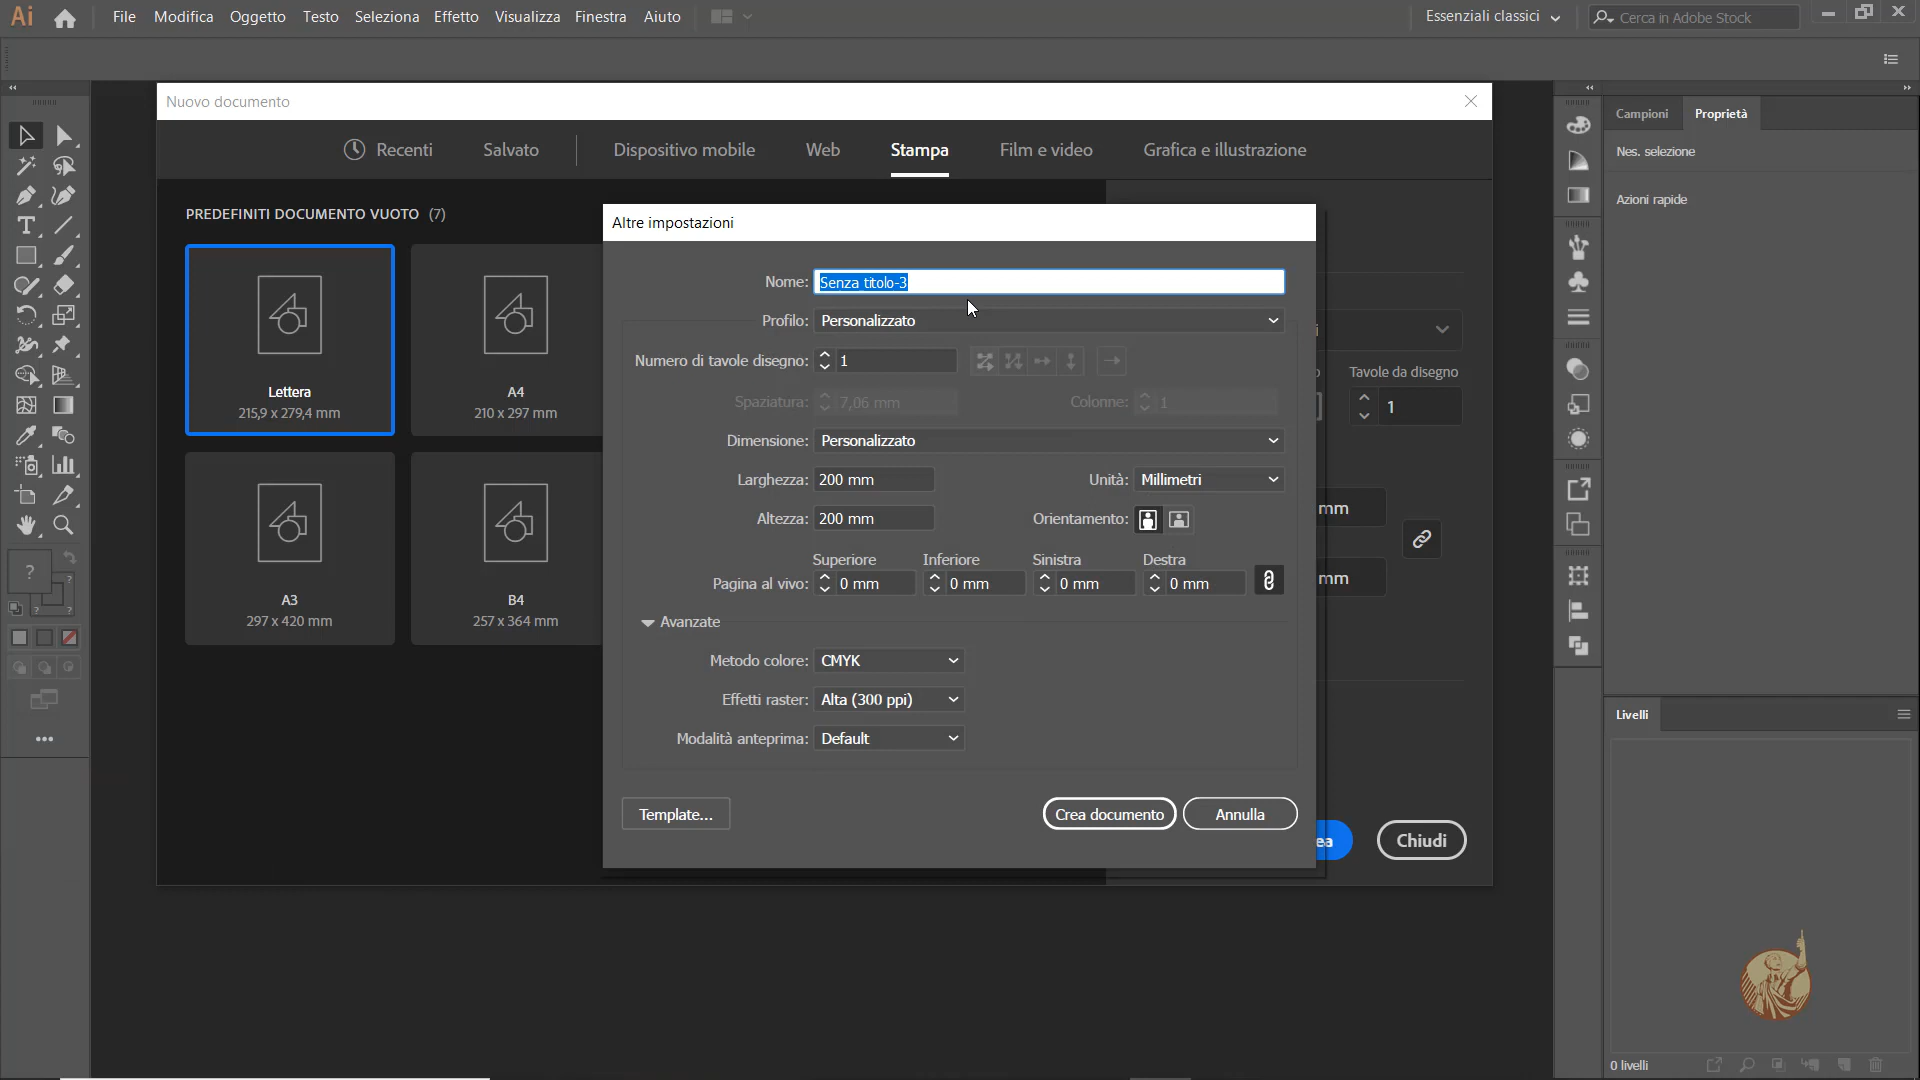 Ai File Modifica Oggetto Testo Seleziona Effetto Visualizza Finestra Aiuto Essenziali classici Cerca in Adobe Stock
Nuovo documento
Campioni Proprietà
Recenti Salvato Dispositivo mobile Web Stampa Film e video Grafica e illustrazione
Nes. selezione
Azioni rapide
PREDEFINITI DOCUMENTO VUOTO (7)
Altre impostazioni
Nome: Senza titolo-3
Profilo: Personalizzato
Numero di tavole disegno: 1
Tavole da disegno
1
Spaziatura: 7,06 mm Colonne: 1
Lettera
215,9 x 279,4 mm
A4
210 x 297 mm
Dimensione: Personalizzato
Larghezza: 200 mm Unità: Millimetri
mm
Altezza: 200 mm Orientamento:
Superiore Inferiore Sinistra Destra
Pagina al vivo: 0 mm 0 mm 0 mm 0 mm
mm
A3
297 x 420 mm
B4
257 x 364 mm
Avanzate
Metodo colore: CMYK
Effetti raster: Alta (300 ppi)
Modalità anteprima: Default
Template... Crea documento Annulla
ea Chiudi
Livelli
0 livelli